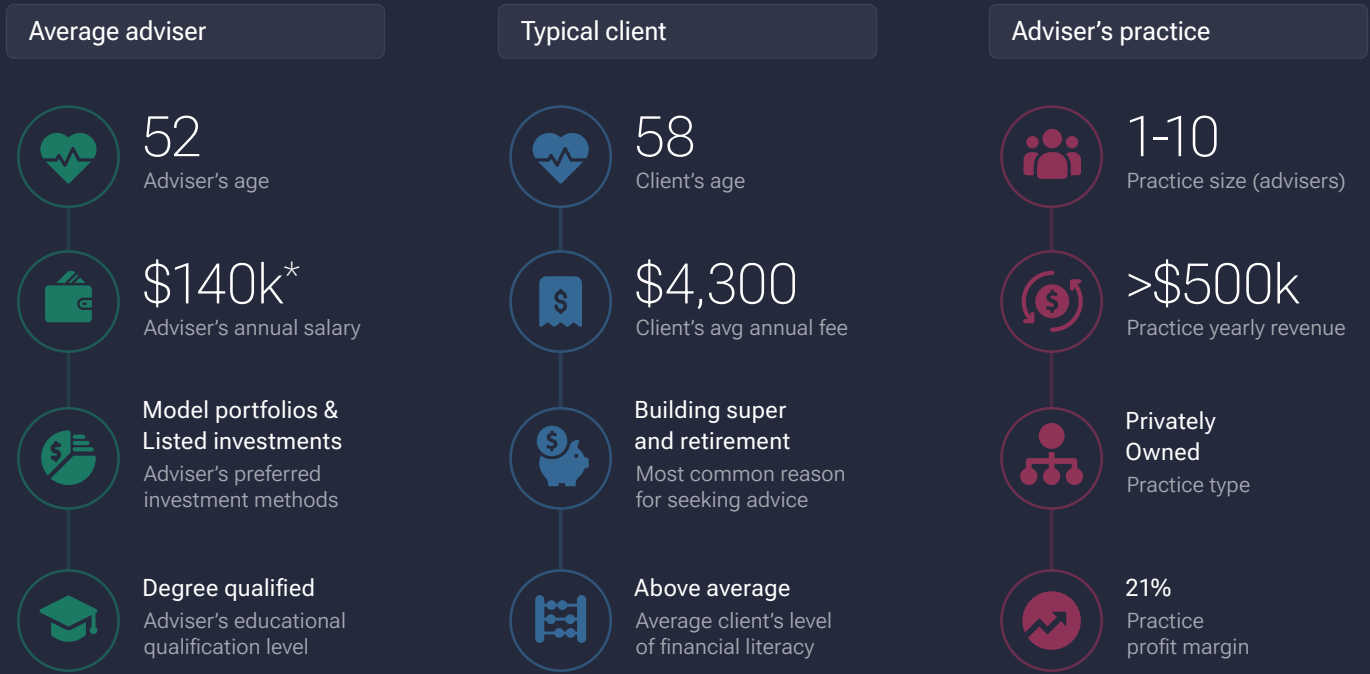 Average adviser
52
Adviser’s age
$140k*
Adviser’s annual salary
Model portfolios &
Listed investments
Adviser’s preferred
investment methods
Degree qualified
Adviser’s educational
qualification level
Typical client
58
Client’s age
$4,300
Client’s avg annual fee
Building super
and retirement
Most common reason
for seeking advice
Above average
Average client’s level
of financial literacy
Adviser’s practice
1-10
Practice size (advisers)
>$500k
Practice yearly revenue
Privately
Owned
Practice type
21%
Practice
profit margin